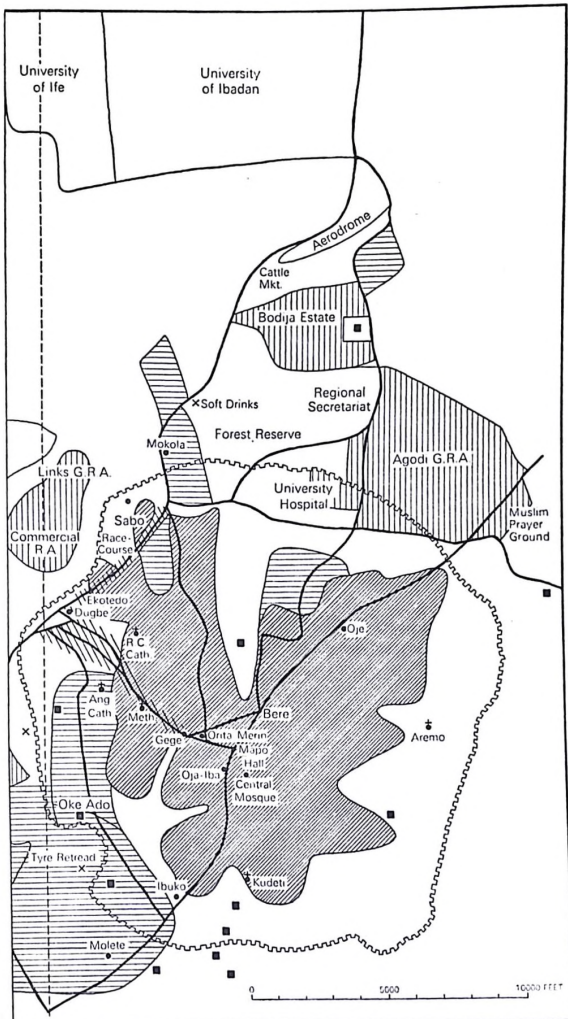 University
of Ife
University
of Ibadan
Aerodrome
Cattle
Mkt.
Bodija Estate
Soft Drinks
Regional
Secretariat
Forest Reserve
Mokola
Links G.R.A.
Agodi G.R.A
University
Hospital
Sabo
Commercial
R.A
Race-
Course
Muslim
Prayer
Ground
Ekotedo
Dugbe
R C
Cath.
Oje
Ang
Cath
Meth
Bere
Gege
Orita Merin
Aremo
Mapo
Hall
Oja-Iba
Central
Mosque
Oke Ado
Tyre Retread
Ibuko
Kudeti
Molete
0
5000
10000 FEET